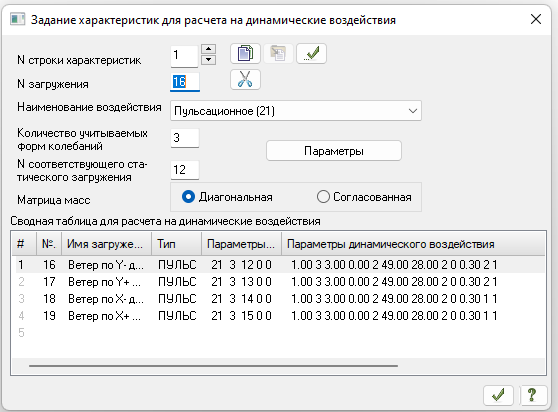 Задание характеристик для расчета на динамические воздействия
N строки характеристик 1
N загружения 16
Наименование воздействия Пульсационное (21)
Количество учитываемых форм колебаний 3
Параметры
N соответствующего ста-тического загружения 12
Матрица масс Диагональная Согласованная
Сводная таблица для расчета на динамические воздействия
# №. Имя загруже... Тип Параметры... Параметры динамического воздействия
1 16 Ветер по Y- д... ПУЛЬС 21 3 12 0 0 1.00 3 3.00 0.00 2 49.00 28.00 2 0 0.30 2 1
2 17 Ветер по Y+ ... ПУЛЬС 21 3 13 0 0 1.00 3 3.00 0.00 2 49.00 28.00 2 0 0.30 2 1
3 18 Ветер по X- д... ПУЛЬС 21 3 14 0 0 1.00 3 3.00 0.00 2 49.00 28.00 2 0 0.30 1 1
4 19 Ветер по X+ ... ПУЛЬС 21 3 15 0 0 1.00 3 3.00 0.00 2 49.00 28.00 2 0 0.30 1 1
5
?